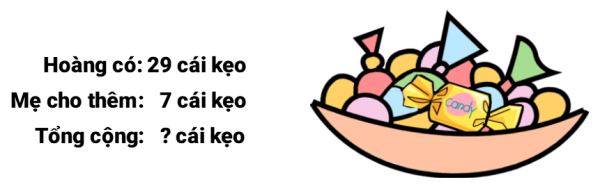 Hoàng có: 29 cái kẹo
Mẹ cho thêm: 7 cái kẹo
Tổng cộng: ? cái kẹo
candy